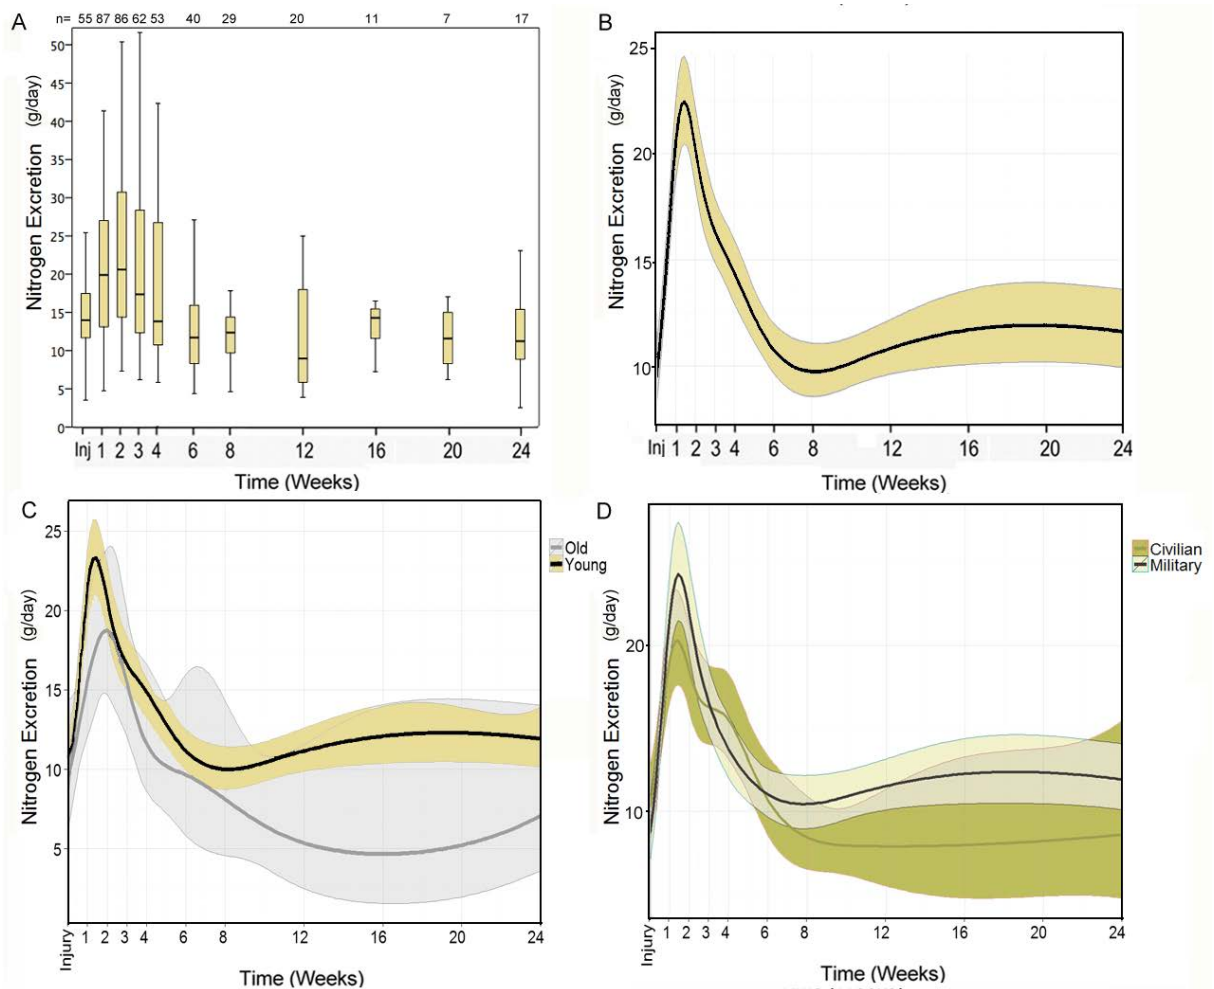 A
n= 55 87 86 62 53 40 29 20 11 7 17
Nitrogen Excretion (g/day)
50
45
40
35
30
25
20
15
10
5
0
Inj 1 2 3 4 6 8 12 16 20 24
Time (Weeks)
B
Nitrogen Excretion (g/day)
25
20
15
10
Inj 1 2 3 4 6 8 12 16 20 24
Time (Weeks)
C
Nitrogen Excretion (g/day)
25
20
15
10
5
Injury 1 2 3 4 6 8 12 16 20 24
Time (Weeks)
Old
Young
D
Nitrogen Excretion (g/day)
20
10
Injury 1 2 3 4 6 8 12 16 20 24
Time (Weeks)
Civilian
Military